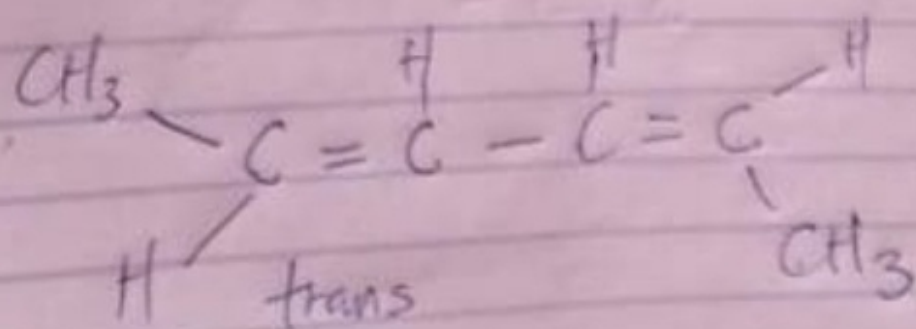 H H H
CH3 C = C - C = C
H trans CH3